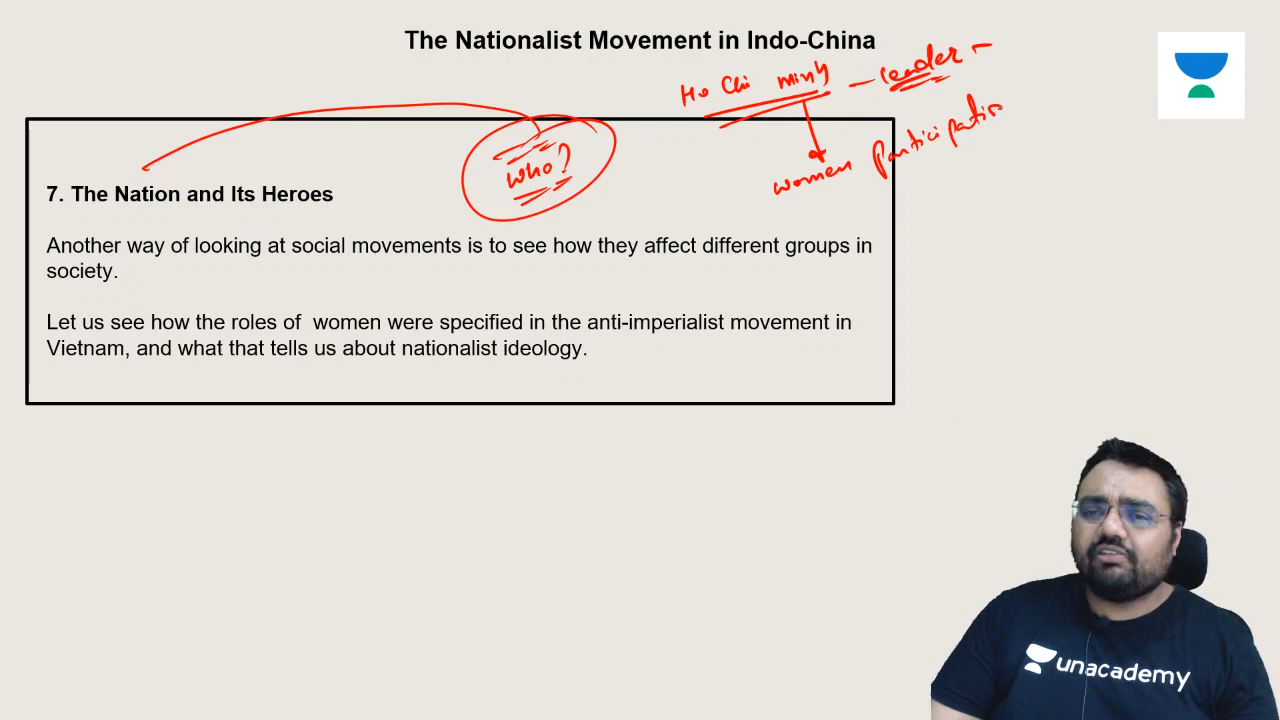 The Nationalist Movement in Indo-China
Ho Chi Minh - leader -
women Participation
who?
7. The Nation and Its Heroes
Another way of looking at social movements is to see how they affect different groups in
society.
Let us see how the roles of women were specified in the anti-imperialist movement in
Vietnam, and what that tells us about nationalist ideology.
unacademy